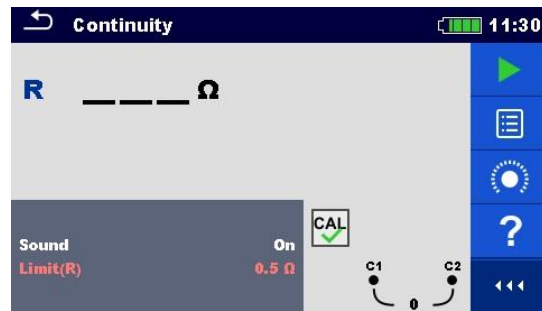 Continuity 11:30
R ___ Ω
?
CAL
Sound On
Limit(R) 0.5 Ω
C1 C2
0